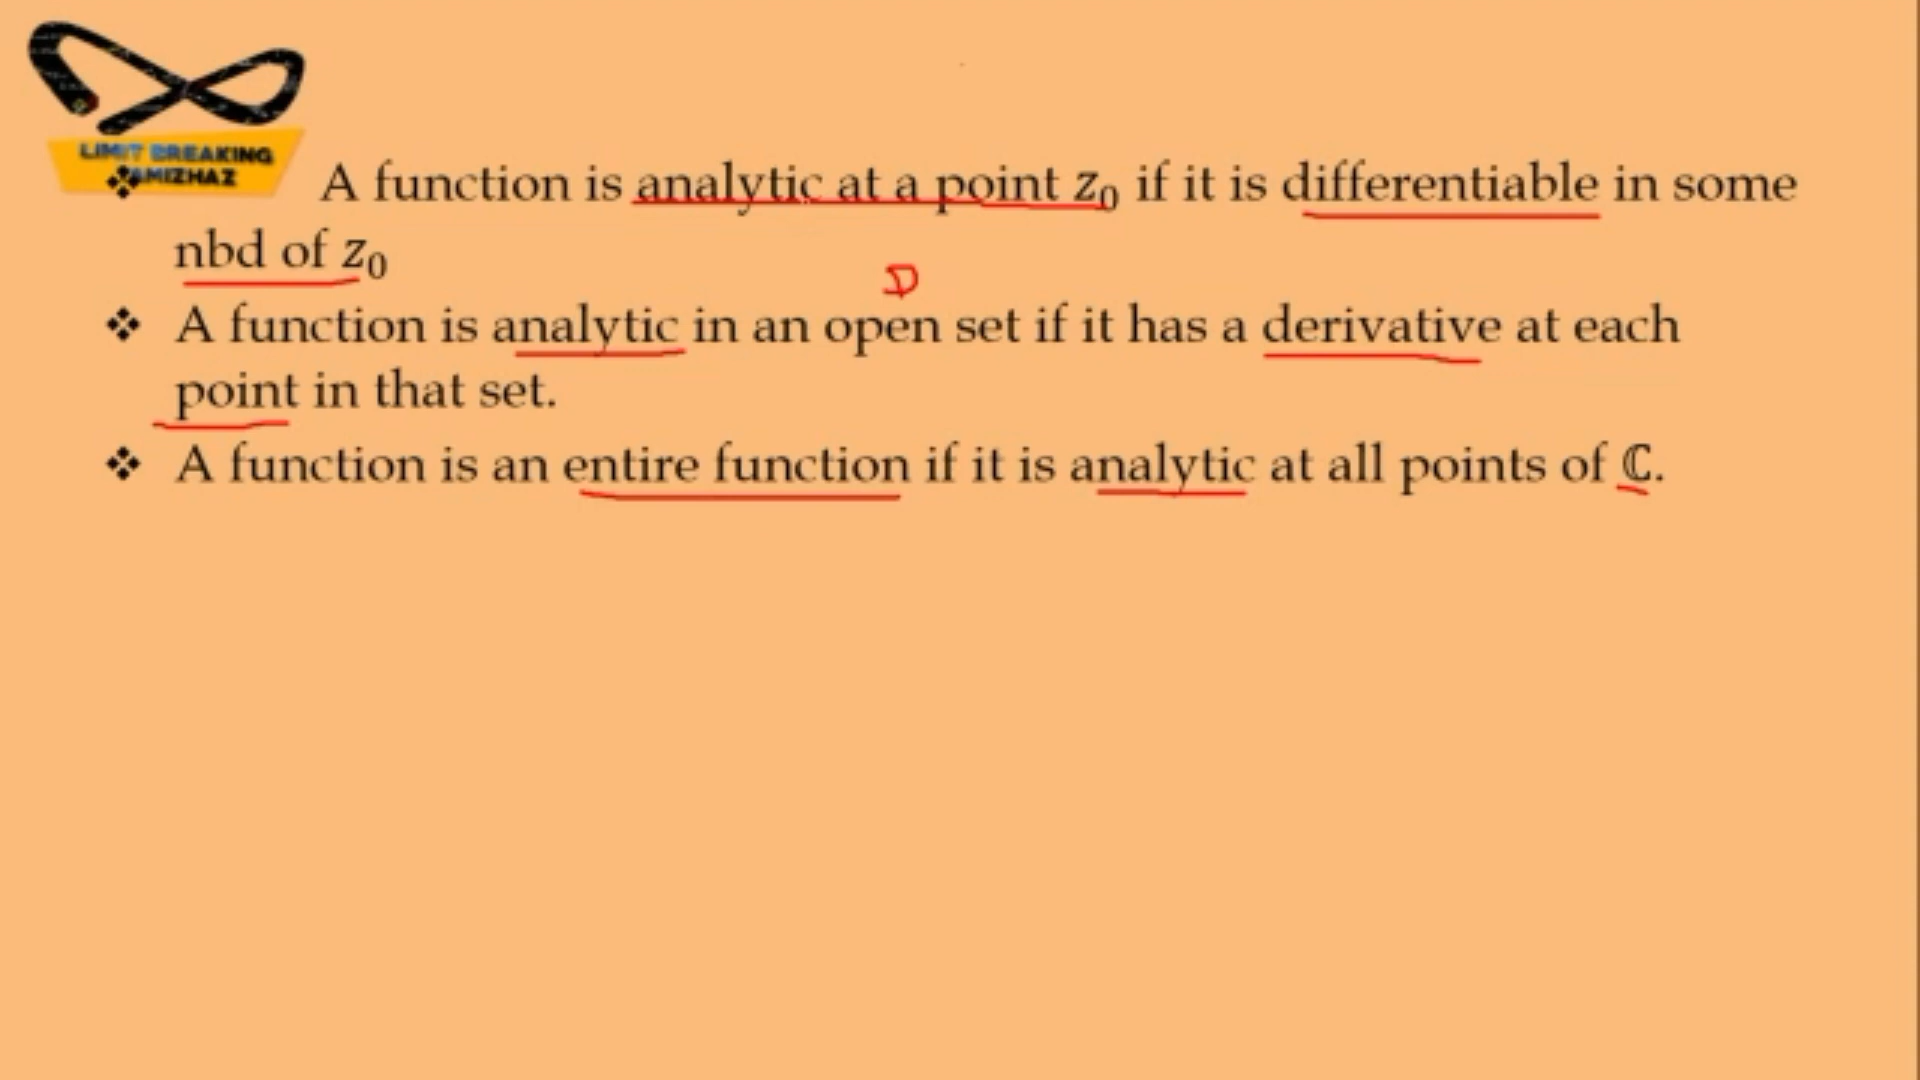 LIMIT BREAKING
TAMIZHAZ
❖ A function is analytic at a point z₀ if it is differentiable in some
nbd of z₀
D
❖ A function is analytic in an open set if it has a derivative at each
point in that set.
❖ A function is an entire function if it is analytic at all points of ℂ.